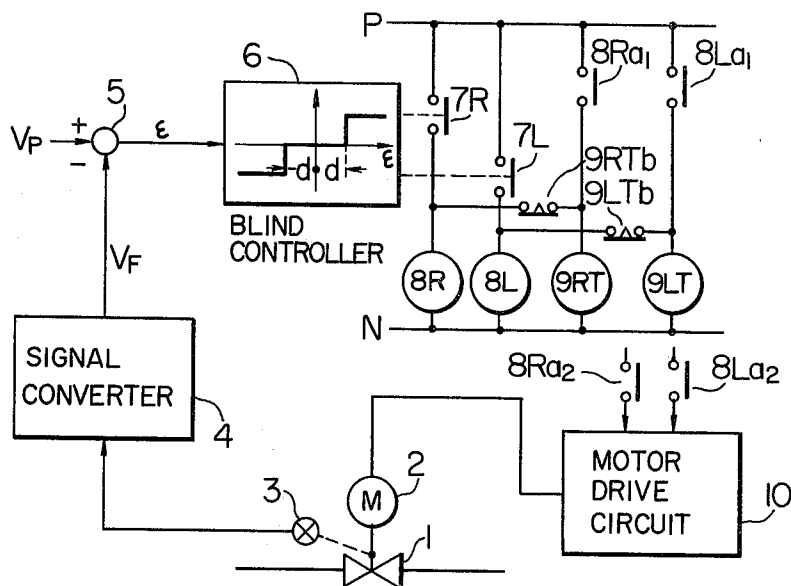 P
8Ra1
8La1
6
5
+
VP
−
ε
7R
ε
-d d
7L
9RTb
9LTb
BLIND
CONTROLLER
VF
8R
8L
9RT
9LT
N
SIGNAL
CONVERTER
4
8Ra2
8La2
3
M
2
MOTOR
DRIVE
CIRCUIT
10
1